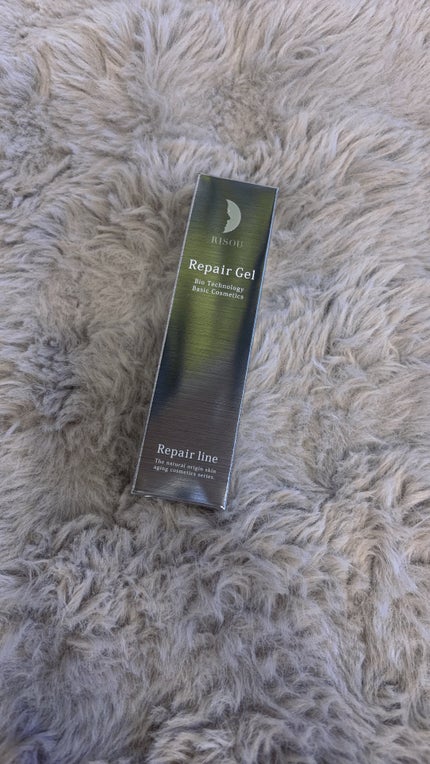 RISOU
Repair Gel
Bio Technology
Basic Cosmetics
Repair line
The natural origin skin
aging cosmetics series.